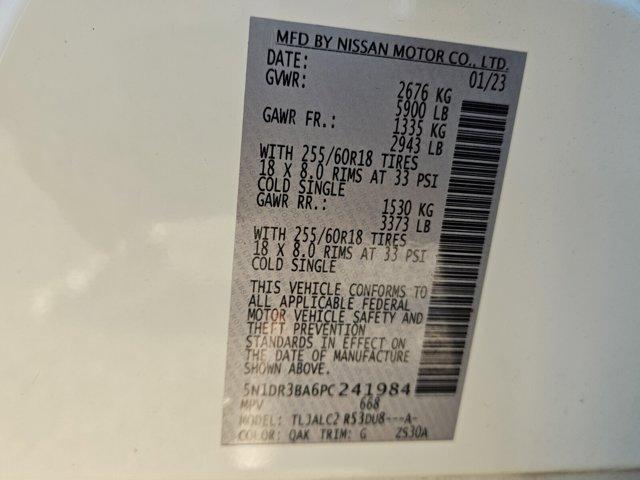 MFD BY NISSAN MOTOR CO., LTD.
DATE: 01/23
GVWR: 2676 KG
5900 LB
GAWR FR.: 1335 KG
2943 LB
WITH 255/60R18 TIRES
18 X 8.0 RIMS AT 33 PSI
COLD SINGLE
GAWR RR.: 1530 KG
3373 LB
WITH 255/60R18 TIRES
18 X 8.0 RIMS AT 33 PSI
COLD SINGLE
THIS VEHICLE CONFORMS TO
ALL APPLICABLE FEDERAL
MOTOR VEHICLE SAFETY AND
THEFT PREVENTION
STANDARDS IN EFFECT ON
THE DATE OF MANUFACTURE
SHOWN ABOVE.
5N1DR3BA6PC241984
MPV 668
MODEL: TLJALC2 R53DU8---A-
COLOR: QAK TRIM: G 2S30A